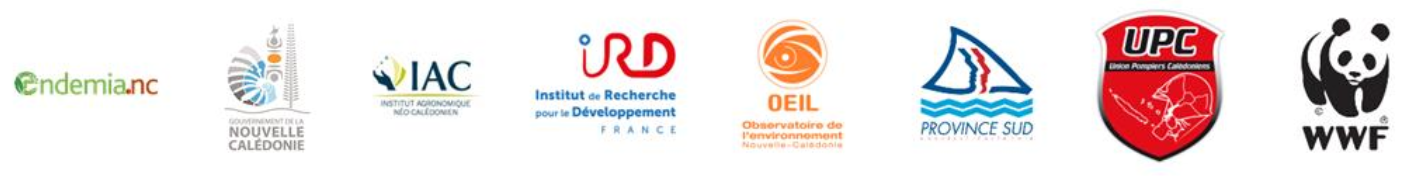 endemia.nc
GOUVERNEMENT DE LA
NOUVELLE
CALÉDONIE
IAC
INSTITUT AGRONOMIQUE
NÉO-CALÉDONIEN
iRD
Institut de Recherche
pour le Développement
FRANCE
OEIL
Observatoire de
l'environnement
Nouvelle-Calédonie
PROVINCE SUD
UPC
Union Pompiers Calédoniens
©
®
WWF